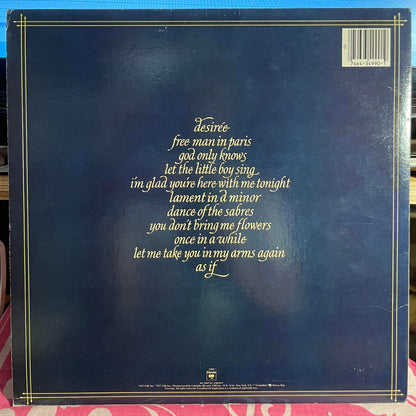 desirée
free man in paris
god only knows
let the little boy sing
i'm glad you're here with me tonight
lament in d minor
dance of the sabres
you don't bring me flowers
once in a while
let me take you in my arms again
as if